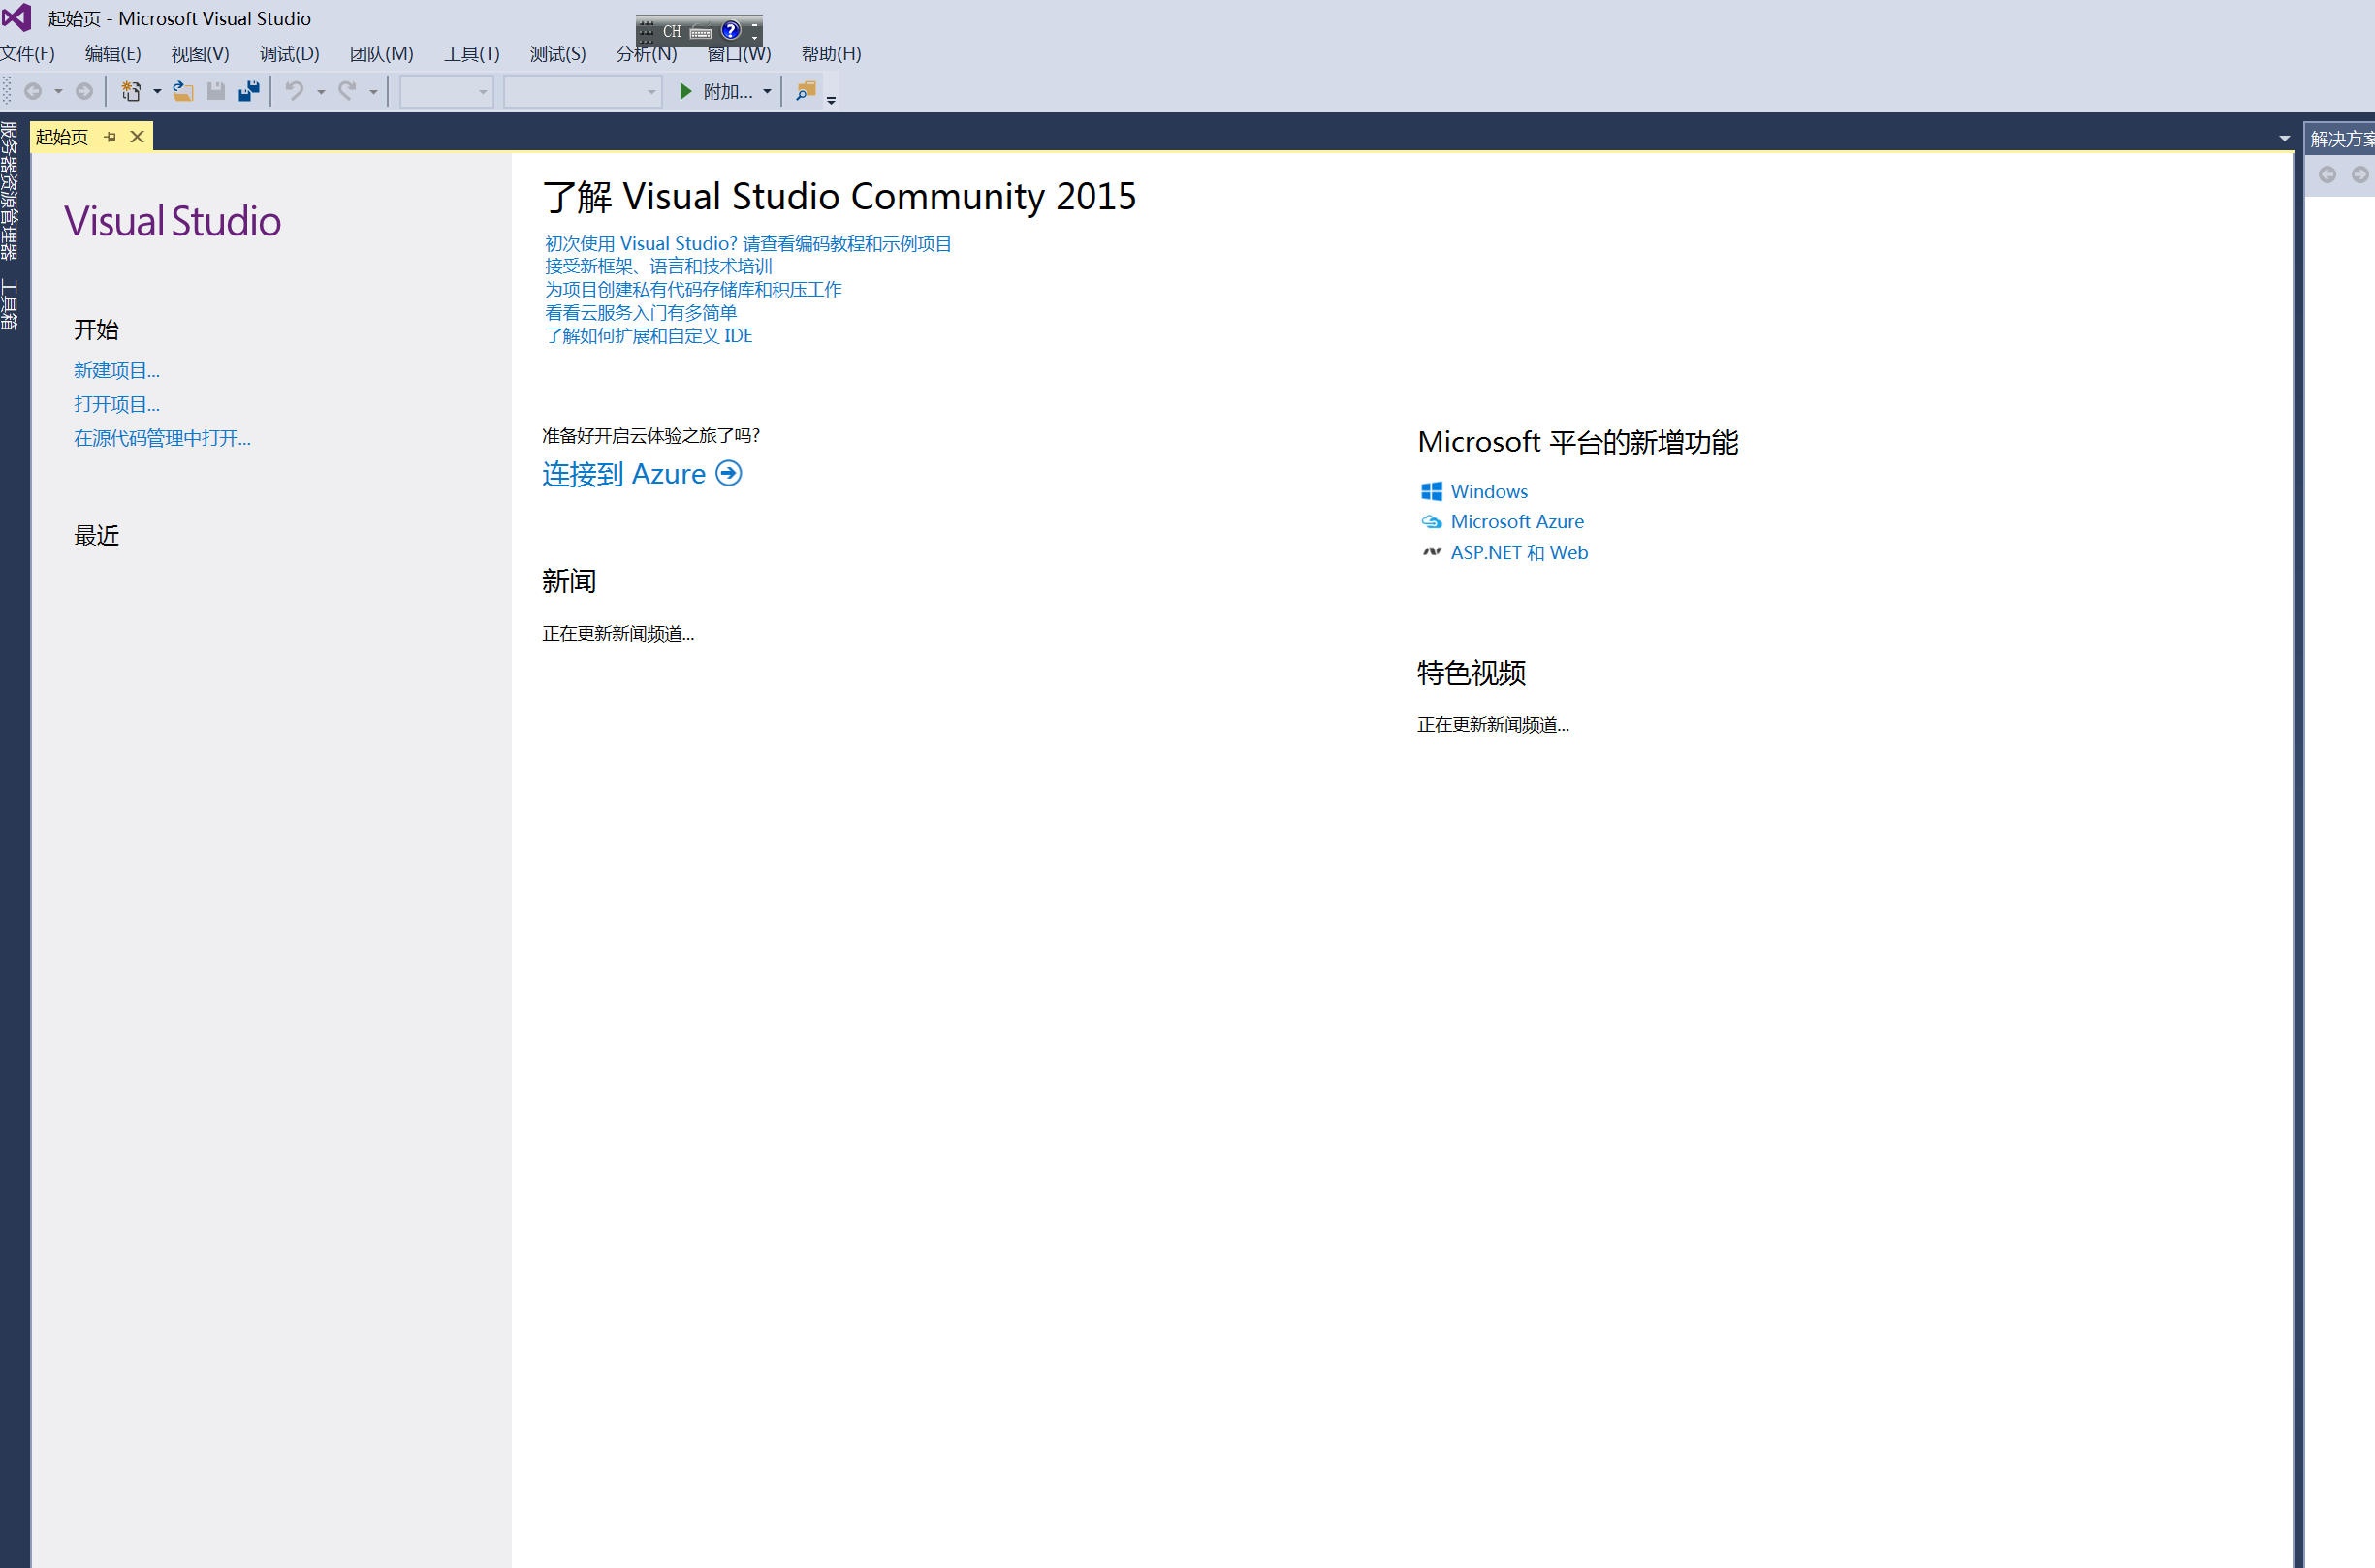 起始页 - Microsoft Visual Studio
CH
文件(F) 编辑(E) 视图(V) 调试(D) 团队(M) 工具(T) 测试(S) 分析(N) 窗口(W) 帮助(H)
附加...
服务器资源管理器
工具箱
起始页
解决方案
Visual Studio
开始
新建项目...
打开项目...
在源代码管理中打开...
最近
了解 Visual Studio Community 2015
初次使用 Visual Studio? 请查看编码教程和示例项目
接受新框架、语言和技术培训
为项目创建私有代码存储库和积压工作
看看云服务入门有多简单
了解如何扩展和自定义 IDE
准备好开启云体验之旅了吗?
连接到 Azure
新闻
正在更新新闻频道...
Microsoft 平台的新增功能
Windows
Microsoft Azure
ASP.NET 和 Web
特色视频
正在更新新闻频道...